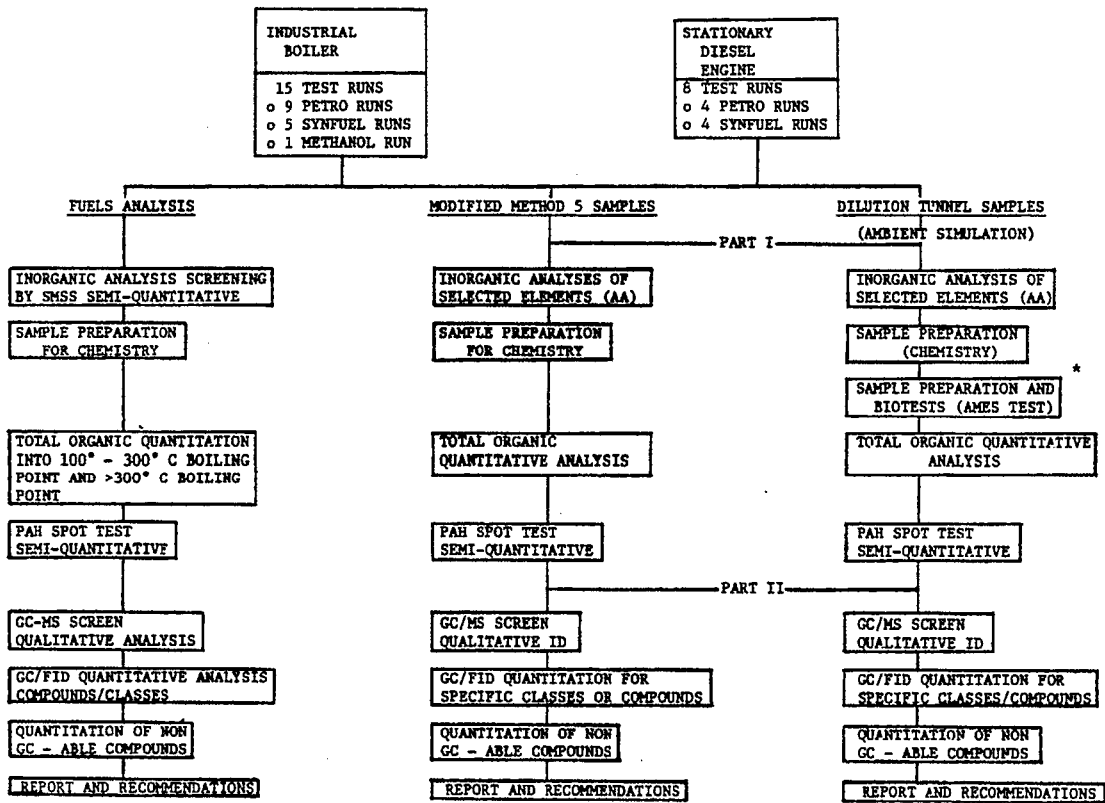 INDUSTRIAL
BOILER
15 TEST RUNS
o 9 PETRO RUNS
o 5 SYNFUEL RUNS
o 1 METHANOL RUN
STATIONARY
DIESEL
ENGINE
8 TEST RUNS
o 4 PETRO RUNS
o 4 SYNFUEL RUNS
FUELS ANALYSIS
MODIFIED METHOD 5 SAMPLES
DILUTION TUNNEL SAMPLES
(AMBIENT SIMULATION)
PART I
INORGANIC ANALYSIS SCREENING
BY SMSS SEMI-QUANTITATIVE
INORGANIC ANALYSES OF
SELECTED ELEMENTS (AA)
INORGANIC ANALYSIS OF
SELECTED ELEMENTS (AA)
SAMPLE PREPARATION
FOR CHEMISTRY
SAMPLE PREPARATION
FOR CHEMISTRY
SAMPLE PREPARATION
(CHEMISTRY)
*
SAMPLE PREPARATION AND
BIOTESTS (AMES TEST)
TOTAL ORGANIC QUANTITATION
INTO 100° - 300° C BOILING
POINT AND >300° C BOILING
POINT
TOTAL ORGANIC
QUANTITATIVE ANALYSIS
TOTAL ORGANIC QUANTITATIVE
ANALYSIS
PAH SPOT TEST
SEMI-QUANTITATIVE
PAH SPOT TEST
SEMI-QUANTITATIVE
PAH SPOT TEST
SEMI-QUANTITATIVE
PART II
GC-MS SCREEN
QUALITATIVE ANALYSIS
GC/MS SCREEN
QUALITATIVE ID
GC/MS SCREEN
QUALITATIVE ID
GC/FID QUANTITATIVE ANALYSIS
COMPOUNDS/CLASSES
GC/FID QUANTITATION FOR
SPECIFIC CLASSES OR COMPOUNDS
GC/FID QUANTITATION FOR
SPECIFIC CLASSES/COMPOUNDS
QUANTITATION OF NON
GC - ABLE COMPOUNDS
QUANTITATION OF NON
GC - ABLE COMPOUNDS
QUANTITATION OF NON
GC - ABLE COMPOUNDS
REPORT AND RECOMMENDATIONS
REPORT AND RECOMMENDATIONS
REPORT AND RECOMMENDATIONS